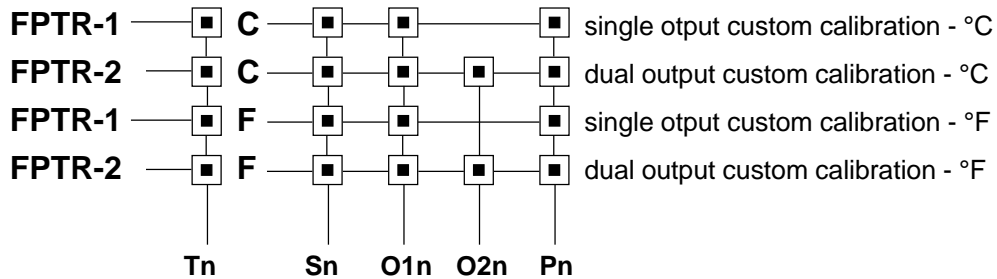 FPTR-1 C single otput custom calibration - °C
FPTR-2 C dual output custom calibration - °C
FPTR-1 F single otput custom calibration - °F
FPTR-2 F dual output custom calibration - °F
Tn Sn O1n O2n Pn